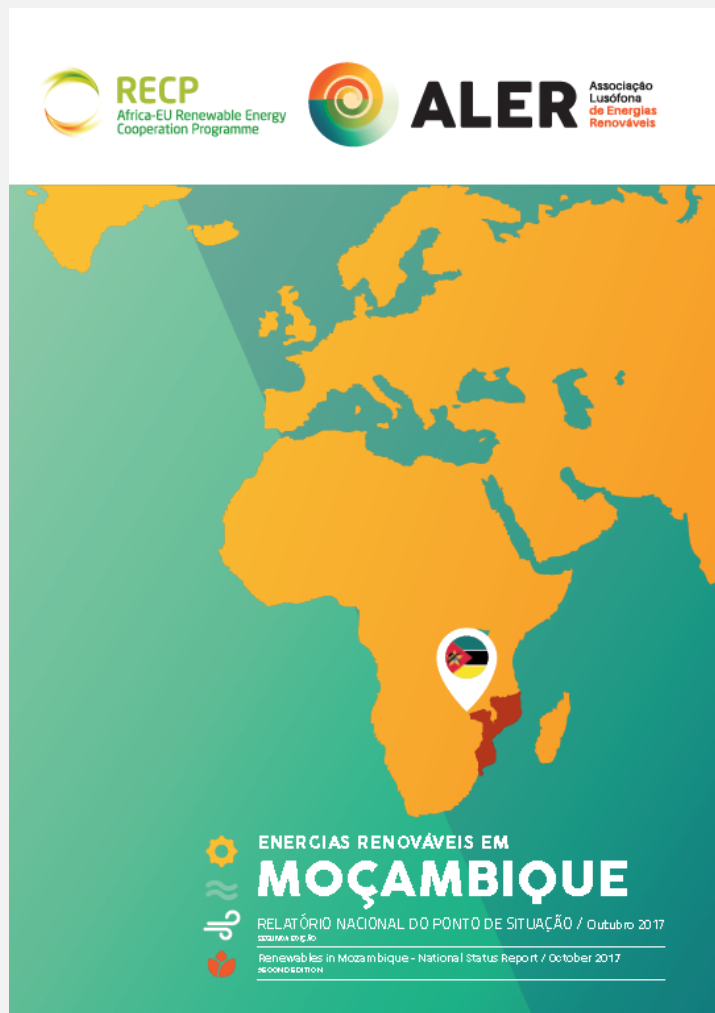 RECP
Africa-EU Renewable Energy
Cooperation Programme
ALER
Associação
Lusófona
de Energias
Renováveis
ENERGIAS RENOVÁVEIS EM
MOÇAMBIQUE
RELATÓRIO NACIONAL DO PONTO DE SITUAÇÃO / Outubro 2017
SEGUNDA EDIÇÃO
Renewables in Mozambique - National Status Report / October 2017
SECOND EDITION